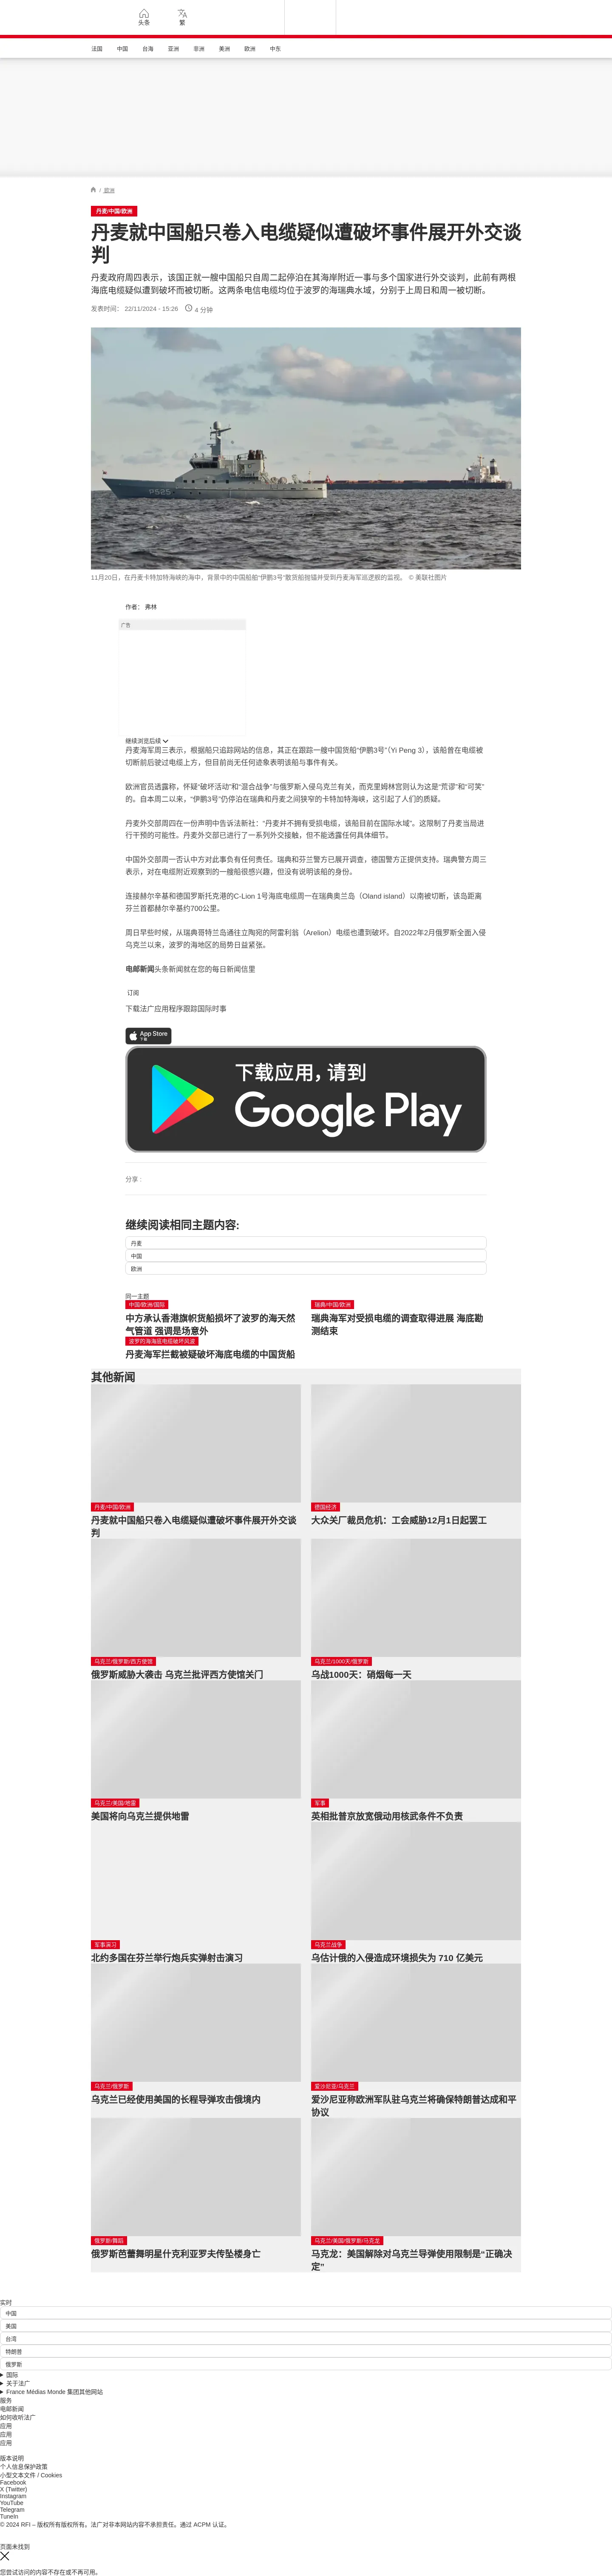 头条
繁
法国
中国
台海
亚洲
非洲
美洲
欧洲
中东
/ 欧洲
丹麦/中国/欧洲
丹麦就中国船只卷入电缆疑似遭破坏事件展开外交谈
判
丹麦政府周四表示，该国正就一艘中国船只自周二起停泊在其海岸附近一事与多个国家进行外交谈判，此前有两根
海底电缆疑似遭到破坏而被切断。这两条电信电缆均位于波罗的海瑞典水域，分别于上周日和周一被切断。
发表时间： 22/11/2024 - 15:26
4 分钟
P525
11月20日，在丹麦卡特加特海峡的海中，背景中的中国船舶“伊鹏3号”散货船抛锚并受到丹麦海军巡逻舰的监视。 © 美联社图片
作者： 弗林
广告
继续浏览后续
丹麦海军周三表示，根据船只追踪网站的信息，其正在跟踪一艘中国货船“伊鹏3号”（Yi Peng 3），该船曾在电缆被
切断前后驶过电缆上方，但目前尚无任何迹象表明该船与事件有关。
欧洲官员透露称，怀疑“破坏活动”和“混合战争”与俄罗斯入侵乌克兰有关，而克里姆林宫则认为这是“荒谬”和“可笑”
的。自本周二以来，“伊鹏3号”仍停泊在瑞典和丹麦之间狭窄的卡特加特海峡，这引起了人们的质疑。
丹麦外交部周四在一份声明中告诉法新社：“丹麦并不拥有受损电缆，该船目前在国际水域”。这限制了丹麦当局进
行干预的可能性。丹麦外交部已进行了一系列外交接触，但不能透露任何具体细节。
中国外交部周一否认中方对此事负有任何责任。瑞典和芬兰警方已展开调查，德国警方正提供支持。瑞典警方周三
表示，对在电缆附近观察到的一艘船很感兴趣，但没有说明该船的身份。
连接赫尔辛基和德国罗斯托克港的C-Lion 1号海底电缆周一在瑞典奥兰岛（Oland island）以南被切断，该岛距离
芬兰首都赫尔辛基约700公里。
周日早些时候，从瑞典哥特兰岛通往立陶宛的阿雷利翁（Arelion）电缆也遭到破坏。自2022年2月俄罗斯全面入侵
乌克兰以来，波罗的海地区的局势日益紧张。
电邮新闻头条新闻就在您的每日新闻信里
订阅
下载法广应用程序跟踪国际时事
App Store
下载
下载应用，请到
Google Play
分享 :
继续阅读相同主题内容:
丹麦
中国
欧洲
同一主题
中国/欧洲/国际
中方承认香港旗帜货船损坏了波罗的海天然
气管道 强调是场意外
瑞典/中国/欧洲
瑞典海军对受损电缆的调查取得进展 海底勘
测结束
波罗的海海底电缆破坏风波
丹麦海军拦截被疑破坏海底电缆的中国货船
其他新闻
丹麦/中国/欧洲
丹麦就中国船只卷入电缆疑似遭破坏事件展开外交谈
判
德国经济
大众关厂裁员危机：工会威胁12月1日起罢工
乌克兰/俄罗斯/西方使馆
俄罗斯威胁大袭击 乌克兰批评西方使馆关门
乌克兰/1000天/俄罗斯
乌战1000天：硝烟每一天
乌克兰/美国/地雷
美国将向乌克兰提供地雷
军事
英相批普京放宽俄动用核武条件不负责
军事演习
北约多国在芬兰举行炮兵实弹射击演习
乌克兰战争
乌估计俄的入侵造成环境损失为 710 亿美元
乌克兰/俄罗斯
乌克兰已经使用美国的长程导弹攻击俄境内
爱沙尼亚/乌克兰
爱沙尼亚称欧洲军队驻乌克兰将确保特朗普达成和平
协议
俄罗斯/舞蹈
俄罗斯芭蕾舞明星什克利亚罗夫传坠楼身亡
乌克兰/美国/俄罗斯/马克龙
马克龙：美国解除对乌克兰导弹使用限制是“正确决
定”
实时
中国
美国
台湾
特朗普
俄罗斯
国际
关于法广
France Médias Monde 集团其他网站
服务
电邮新闻
如何收听法广
应用
应用
应用
版本说明
个人信息保护政策
小型文本文件 / Cookies
Facebook
X (Twitter)
Instagram
YouTube
Telegram
TuneIn
© 2024 RFI – 版权所有版权所有。法广对非本网站内容不承担责任。通过 ACPM 认证。
页面未找到
您尝试访问的内容不存在或不再可用。